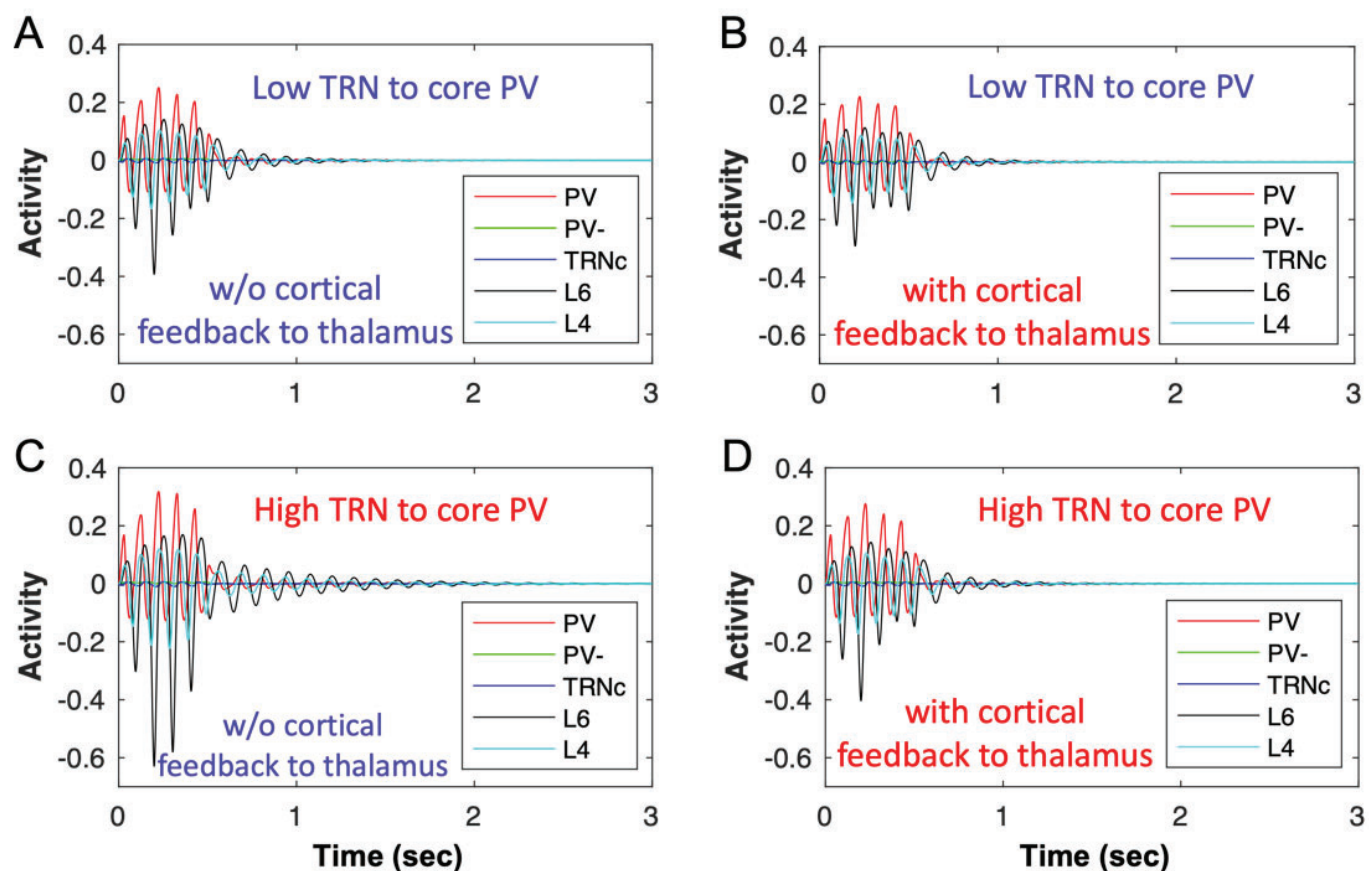 A
0.4
0.2
0
-0.2
-0.4
-0.6
Activity
Low TRN to core PV
w/o cortical
feedback to thalamus
PV
PV-
TRNc
L6
L4
0
1
2
3
B
0.4
0.2
0
-0.2
-0.4
-0.6
Activity
Low TRN to core PV
with cortical
feedback to thalamus
PV
PV-
TRNc
L6
L4
0
1
2
3
C
0.4
0.2
0
-0.2
-0.4
-0.6
Activity
High TRN to core PV
w/o cortical
feedback to thalamus
PV
PV-
TRNc
L6
L4
0
1
2
3
Time (sec)
D
0.4
0.2
0
-0.2
-0.4
-0.6
Activity
High TRN to core PV
with cortical
feedback to thalamus
PV
PV-
TRNc
L6
L4
0
1
2
3
Time (sec)